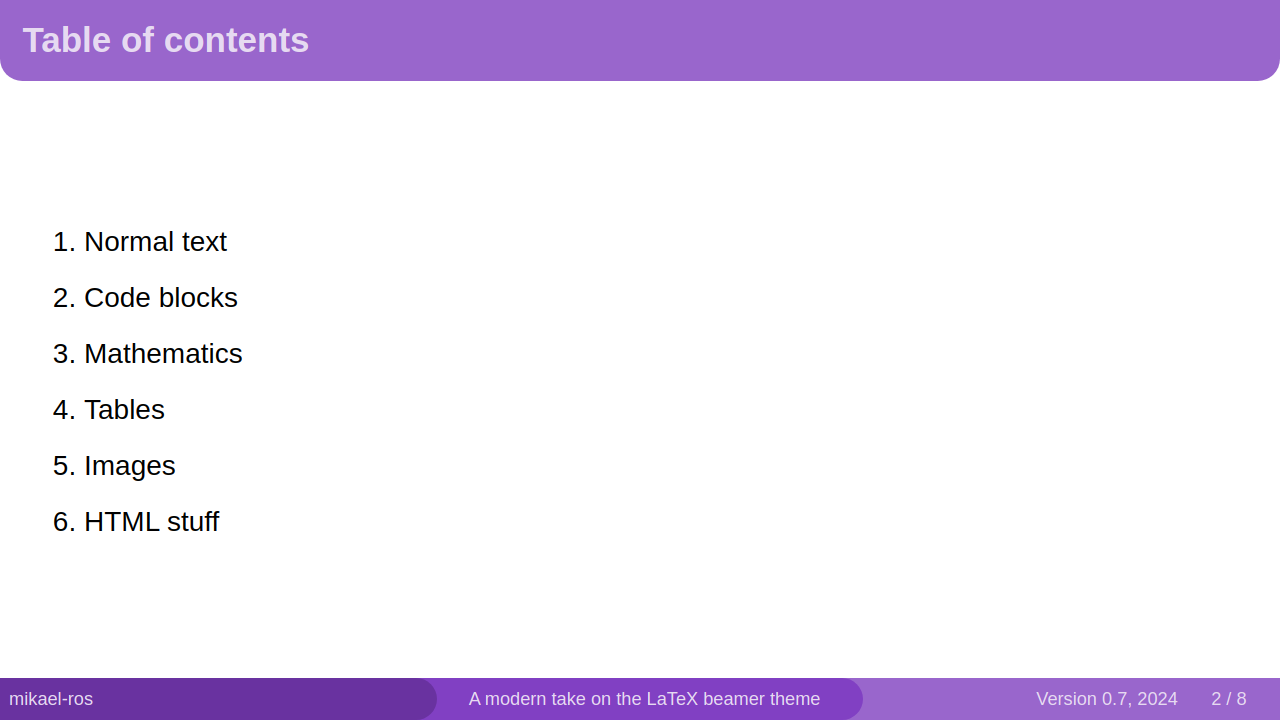 Table of contents
1. Normal text
2. Code blocks
3. Mathematics
4. Tables
5. Images
6. HTML stuff
mikael-ros A modern take on the LaTeX beamer theme Version 0.7, 2024 2 / 8